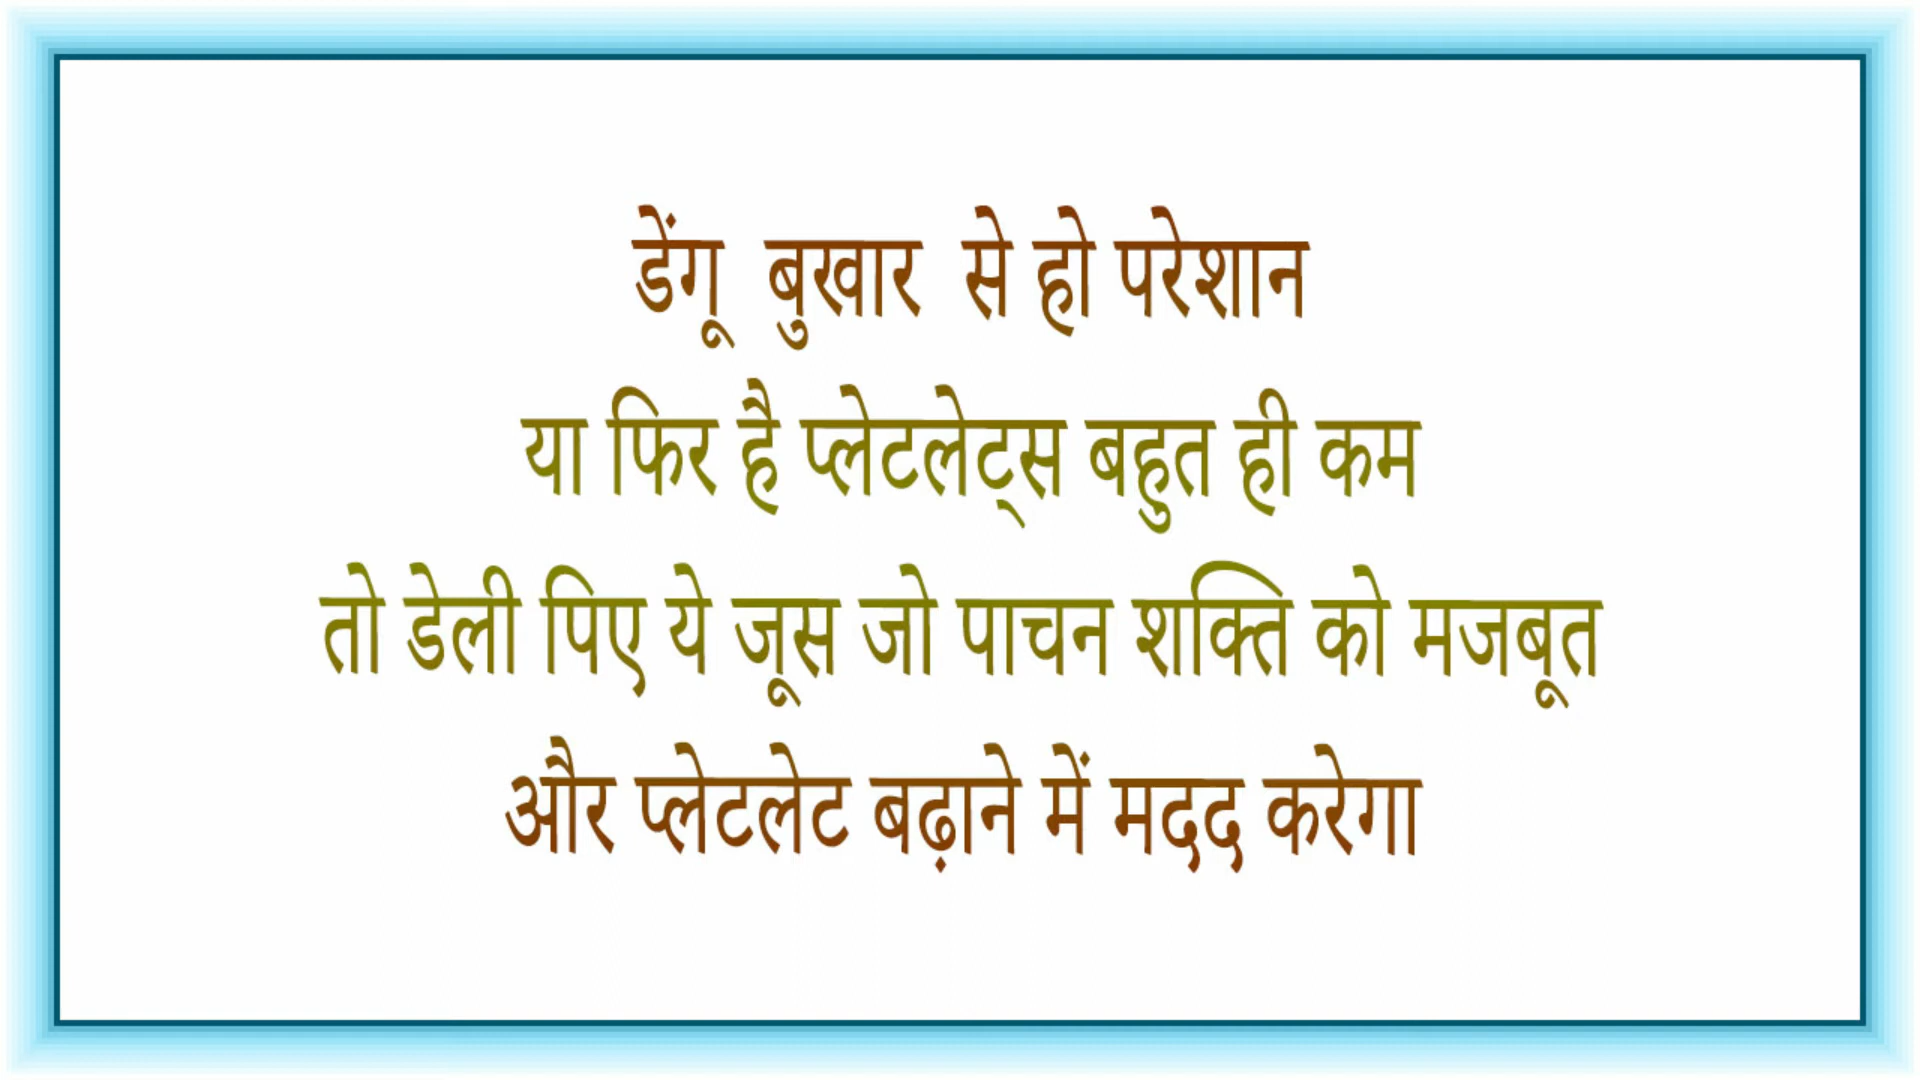 डेंगू बुखार से हो परेशान
या फिर है प्लेटलेट्स बहुत ही कम
तो डेली पिए ये जूस जो पाचन शक्ति को मजबूत
और प्लेटलेट बढ़ाने में मदद करेगा